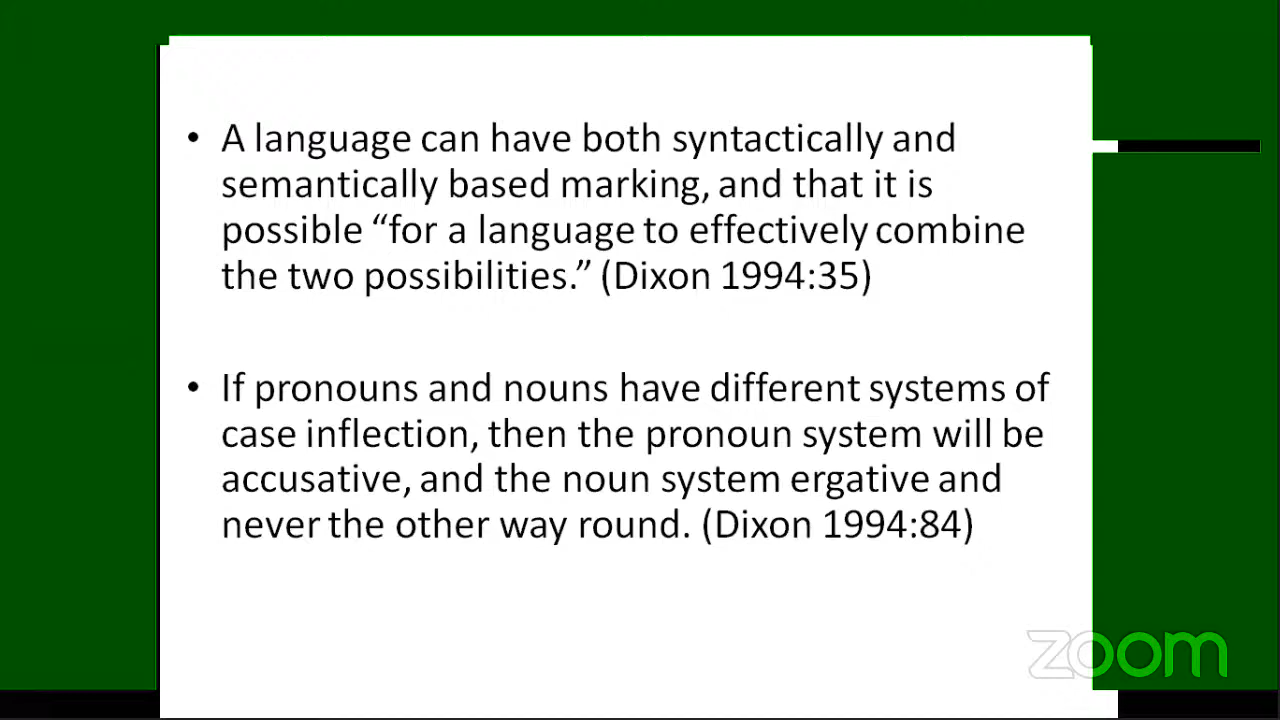 • A language can have both syntactically and
semantically based marking, and that it is
possible “for a language to effectively combine
the two possibilities.” (Dixon 1994:35)
• If pronouns and nouns have different systems of
case inflection, then the pronoun system will be
accusative, and the noun system ergative and
never the other way round. (Dixon 1994:84)
zoom